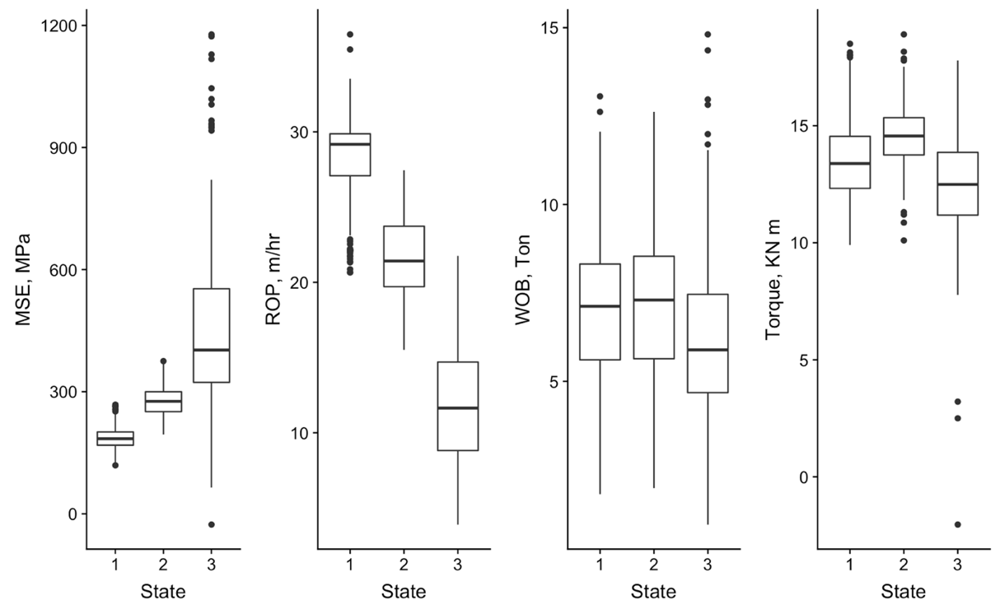 MSE, MPa
1200
900
600
300
0
1 2 3
State
ROP, m/hr
30
20
10
1 2 3
State
WOB, Ton
15
10
5
1 2 3
State
Torque, KN m
15
10
5
0
1 2 3
State